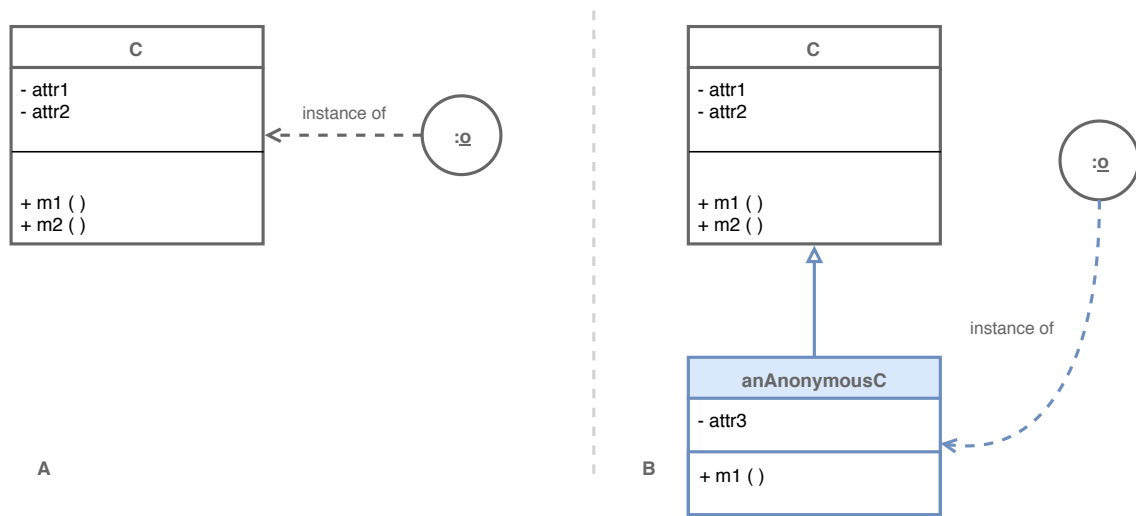 C
- attr1
- attr2
+ m1 ( )
+ m2 ( )
instance of
:o
A
C
- attr1
- attr2
+ m1 ( )
+ m2 ( )
:o
instance of
anAnonymousC
- attr3
+ m1 ( )
B